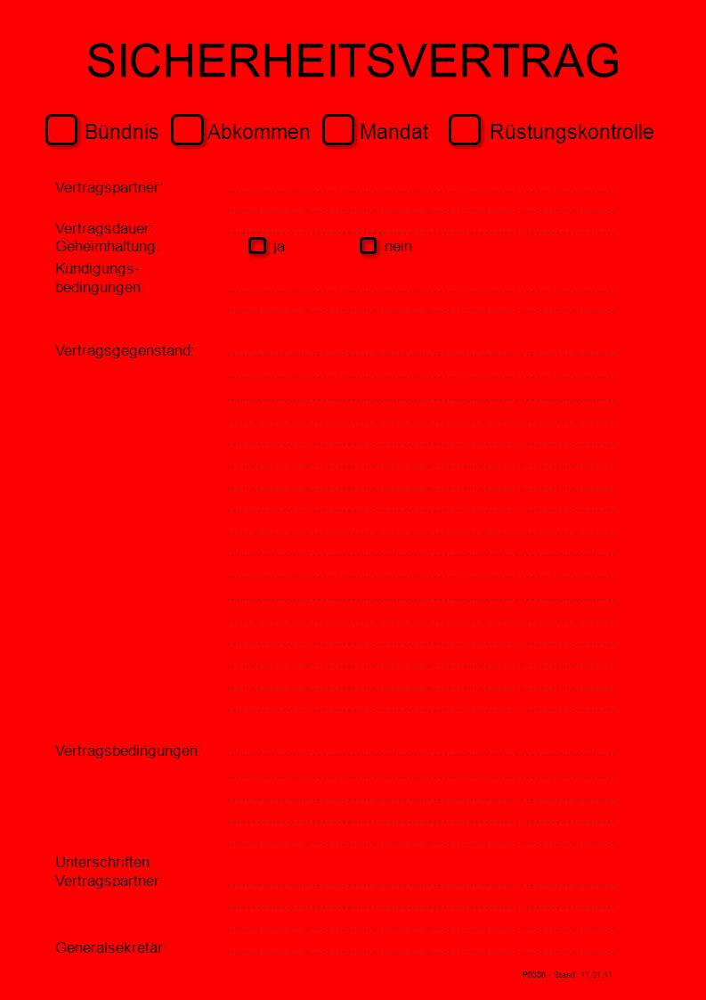 SICHERHEITSVERTRAG
Bündnis Abkommen Mandat Rüstungskontrolle
Vertragspartner:
Vertragsdauer:
Geheimhaltung: ja nein
Kündigungs-
bedingungen:
Vertragsgegenstand:
Vertragsbedingungen:
Unterschriften
Vertragspartner:
Generalsekretär:
P0350 - Stand: 11.01.11